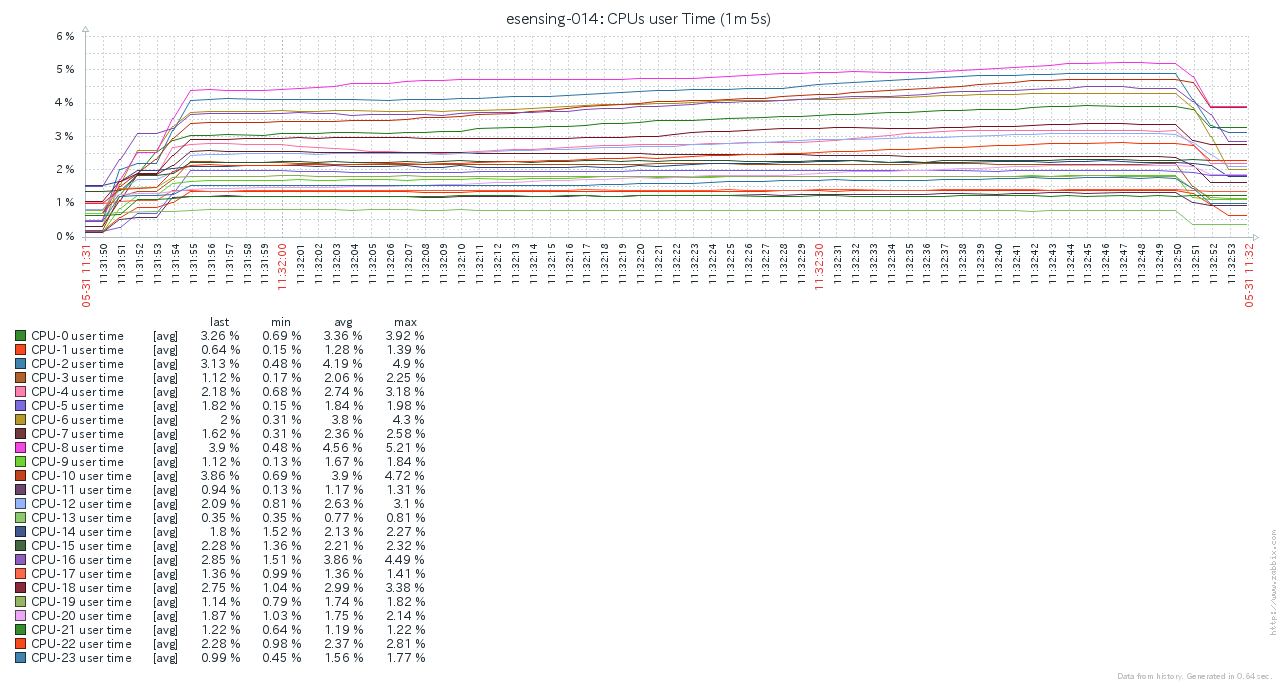 esensing-014: CPUs user Time (1m 5s)
6 %
5 %
4 %
3 %
2 %
1 %
0 %
05-31 11:31
11:31:50
11:31:51
11:31:52
11:31:53
11:31:54
11:31:55
11:31:56
11:31:57
11:31:58
11:31:59
11:32:00
11:32:01
11:32:02
11:32:03
11:32:04
11:32:05
11:32:06
11:32:07
11:32:08
11:32:09
11:32:10
11:32:11
11:32:12
11:32:13
11:32:14
11:32:15
11:32:16
11:32:17
11:32:18
11:32:19
11:32:20
11:32:21
11:32:22
11:32:23
11:32:24
11:32:25
11:32:26
11:32:27
11:32:28
11:32:29
11:32:30
11:32:31
11:32:32
11:32:33
11:32:34
11:32:35
11:32:36
11:32:37
11:32:38
11:32:39
11:32:40
11:32:41
11:32:42
11:32:43
11:32:44
11:32:45
11:32:46
11:32:47
11:32:48
11:32:49
11:32:50
11:32:51
11:32:52
11:32:53
05-31 11:32
last min avg max
CPU-0 user time [avg] 3.26 % 0.69 % 3.36 % 3.92 %
CPU-1 user time [avg] 0.64 % 0.15 % 1.28 % 1.39 %
CPU-2 user time [avg] 3.13 % 0.48 % 4.19 % 4.9 %
CPU-3 user time [avg] 1.12 % 0.17 % 2.06 % 2.25 %
CPU-4 user time [avg] 2.18 % 0.68 % 2.74 % 3.18 %
CPU-5 user time [avg] 1.82 % 0.15 % 1.84 % 1.98 %
CPU-6 user time [avg] 2 % 0.31 % 3.8 % 4.3 %
CPU-7 user time [avg] 1.62 % 0.31 % 2.36 % 2.58 %
CPU-8 user time [avg] 3.9 % 0.48 % 4.56 % 5.21 %
CPU-9 user time [avg] 1.12 % 0.13 % 1.67 % 1.84 %
CPU-10 user time [avg] 3.86 % 0.69 % 3.9 % 4.72 %
CPU-11 user time [avg] 0.94 % 0.13 % 1.17 % 1.31 %
CPU-12 user time [avg] 2.09 % 0.81 % 2.63 % 3.1 %
CPU-13 user time [avg] 0.35 % 0.35 % 0.77 % 0.81 %
CPU-14 user time [avg] 1.8 % 1.52 % 2.13 % 2.27 %
CPU-15 user time [avg] 2.28 % 1.36 % 2.21 % 2.32 %
CPU-16 user time [avg] 2.85 % 1.51 % 3.86 % 4.49 %
CPU-17 user time [avg] 1.36 % 0.99 % 1.36 % 1.41 %
CPU-18 user time [avg] 2.75 % 1.04 % 2.99 % 3.38 %
CPU-19 user time [avg] 1.14 % 0.79 % 1.74 % 1.82 %
CPU-20 user time [avg] 1.87 % 1.03 % 1.75 % 2.14 %
CPU-21 user time [avg] 1.22 % 0.64 % 1.19 % 1.22 %
CPU-22 user time [avg] 2.28 % 0.98 % 2.37 % 2.81 %
CPU-23 user time [avg] 0.99 % 0.45 % 1.56 % 1.77 %
http://www.zabbix.com
Data from history. Generated in 0.64 sec.